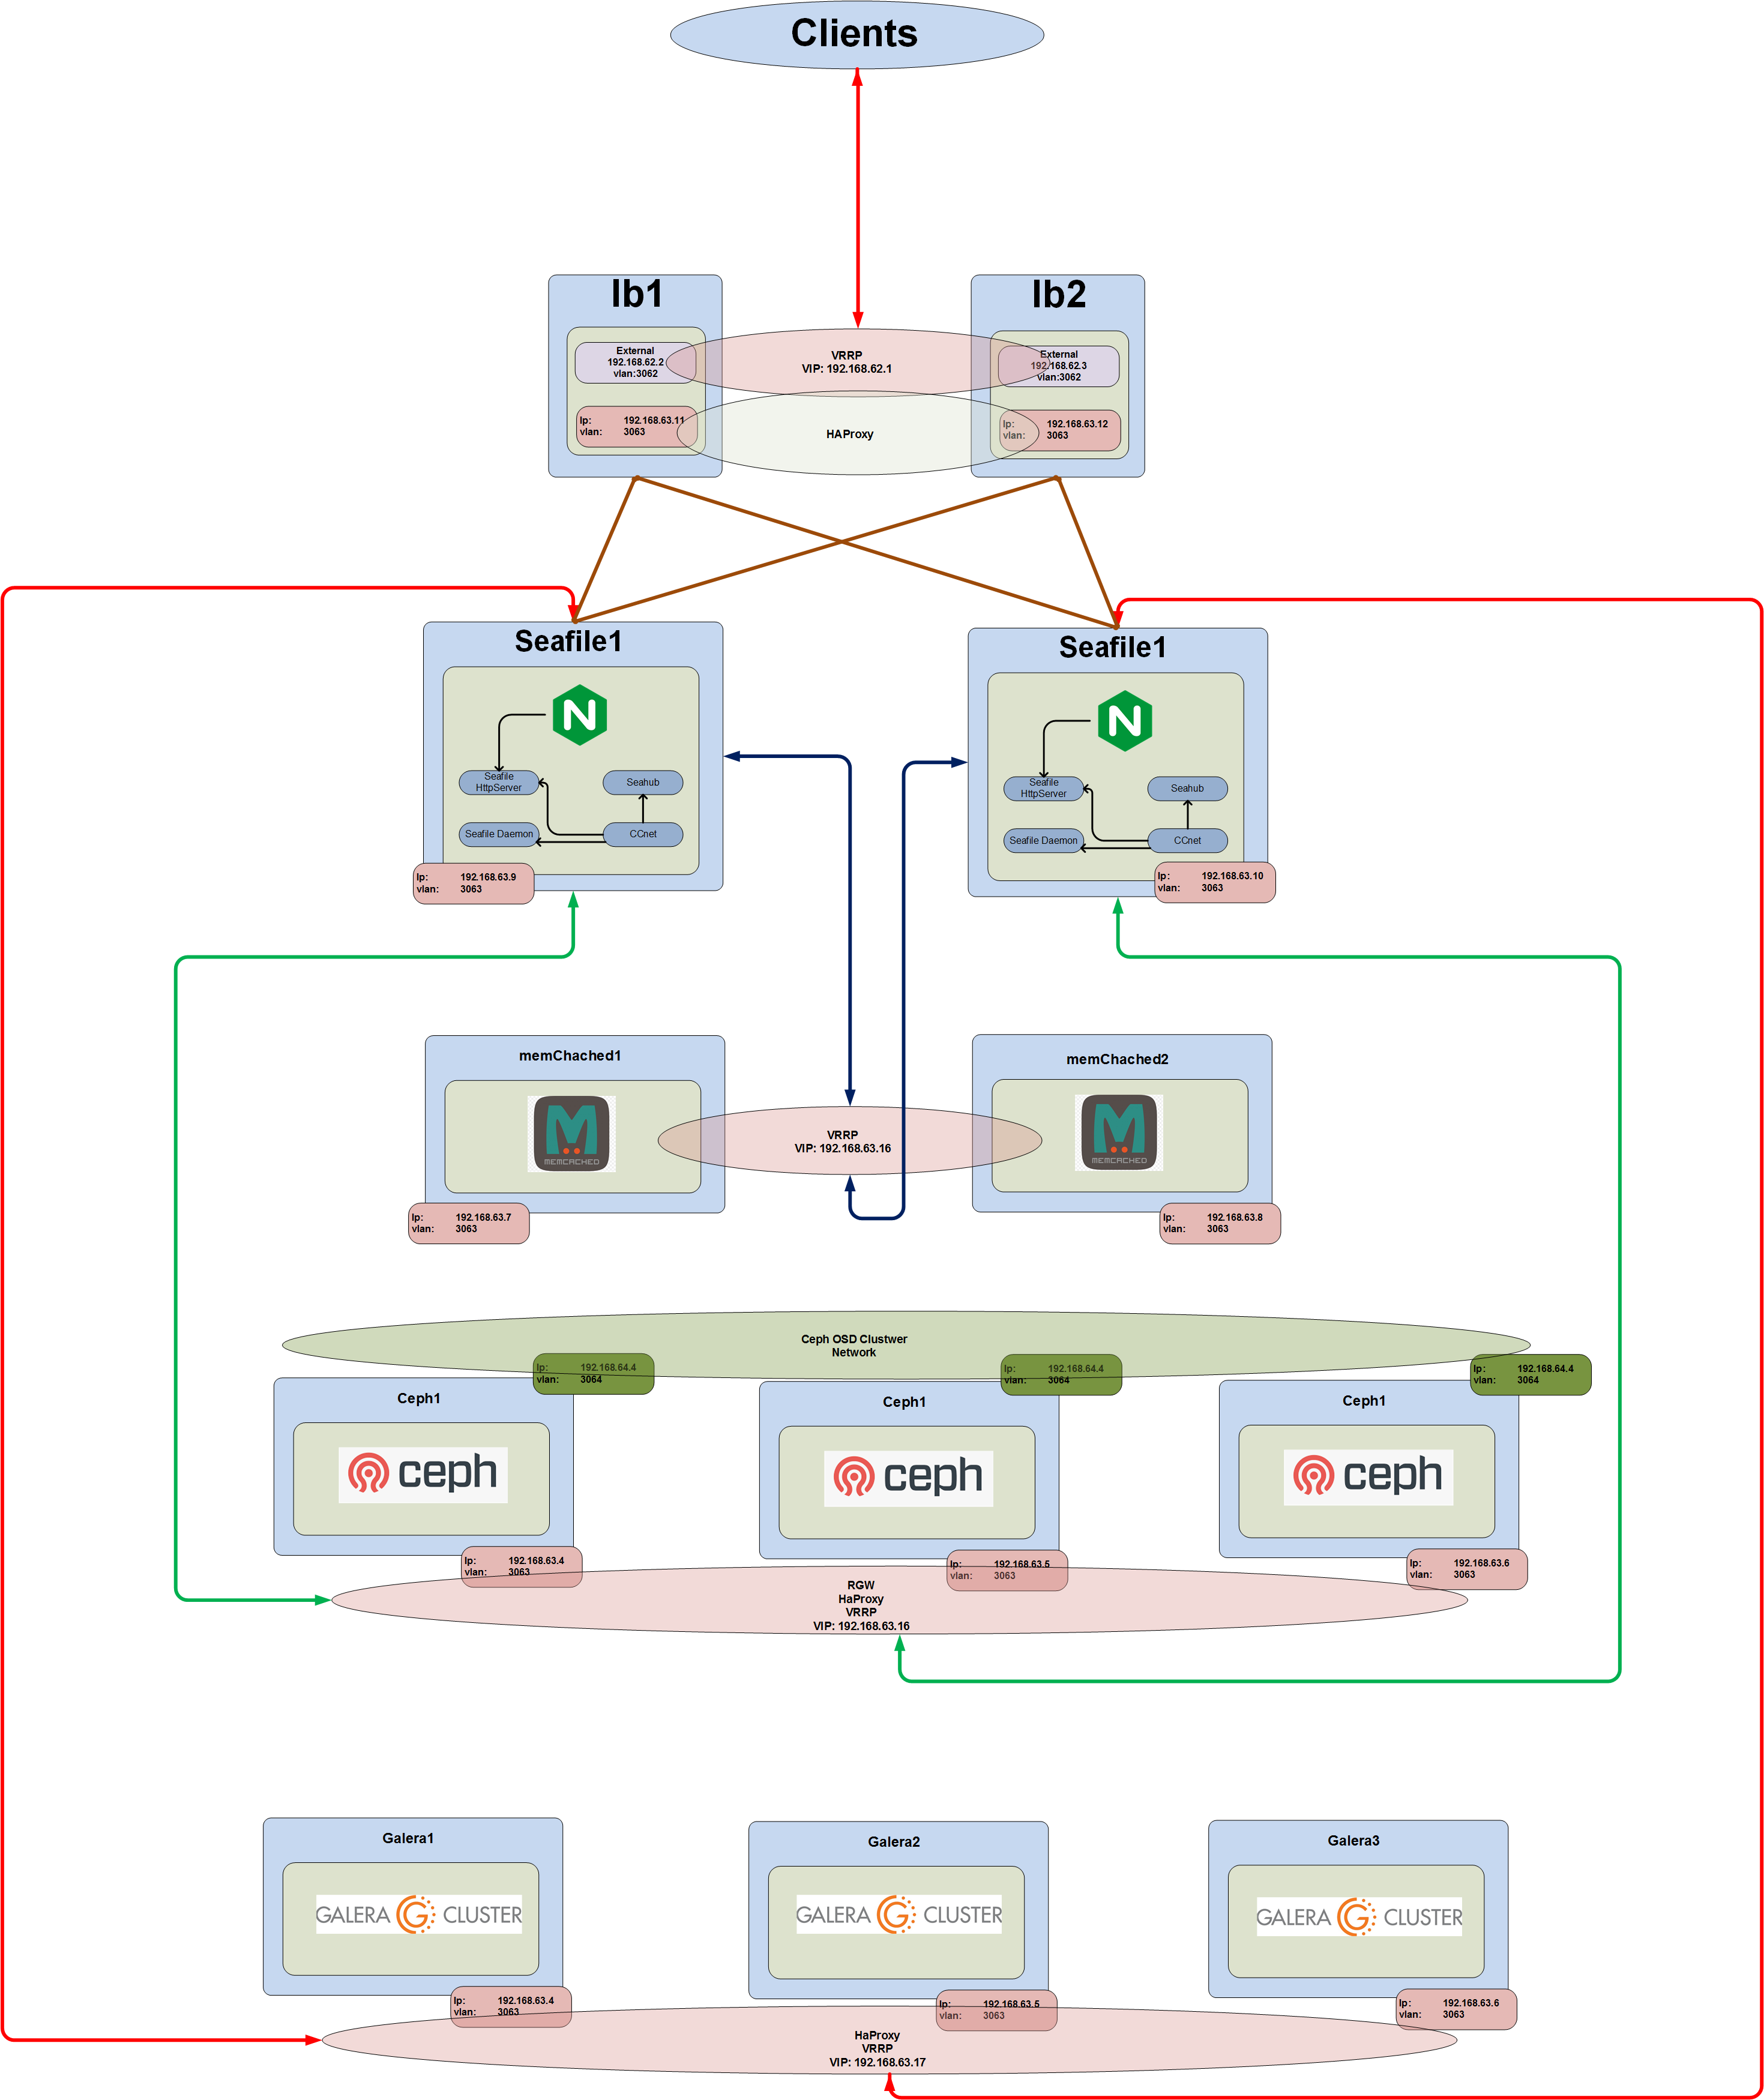 Clients
lb1
lb2
External
192.168.62.2
vlan:3062
VRRP
VIP: 192.168.62.1
External
192.168.62.3
vlan:3062
Ip: 192.168.63.11
vlan: 3063
HAProxy
Ip: 192.168.63.12
vlan: 3063
Seafile1
Seafile1
N
N
Seafile
HttpServer
Seahub
Seafile Daemon
CCnet
Seafile
HttpServer
Seahub
Seafile Daemon
CCnet
Ip: 192.168.63.9
vlan: 3063
Ip: 192.168.63.10
vlan: 3063
memChached1
memChached2
MEMCACHED
MEMCACHED
VRRP
VIP: 192.168.63.16
Ip: 192.168.63.7
vlan: 3063
Ip: 192.168.63.8
vlan: 3063
Ceph OSD Clustwer
Network
Ip: 192.168.64.4
vlan: 3064
Ip: 192.168.64.4
vlan: 3064
Ip: 192.168.64.4
vlan: 3064
Ceph1
Ceph1
Ceph1
ceph
ceph
ceph
Ip: 192.168.63.4
vlan: 3063
Ip: 192.168.63.5
vlan: 3063
Ip: 192.168.63.6
vlan: 3063
RGW
HaProxy
VRRP
VIP: 192.168.63.16
Galera1
Galera2
Galera3
GALERA CLUSTER
GALERA CLUSTER
GALERA CLUSTER
Ip: 192.168.63.4
vlan: 3063
Ip: 192.168.63.5
vlan: 3063
Ip: 192.168.63.6
vlan: 3063
HaProxy
VRRP
VIP: 192.168.63.17